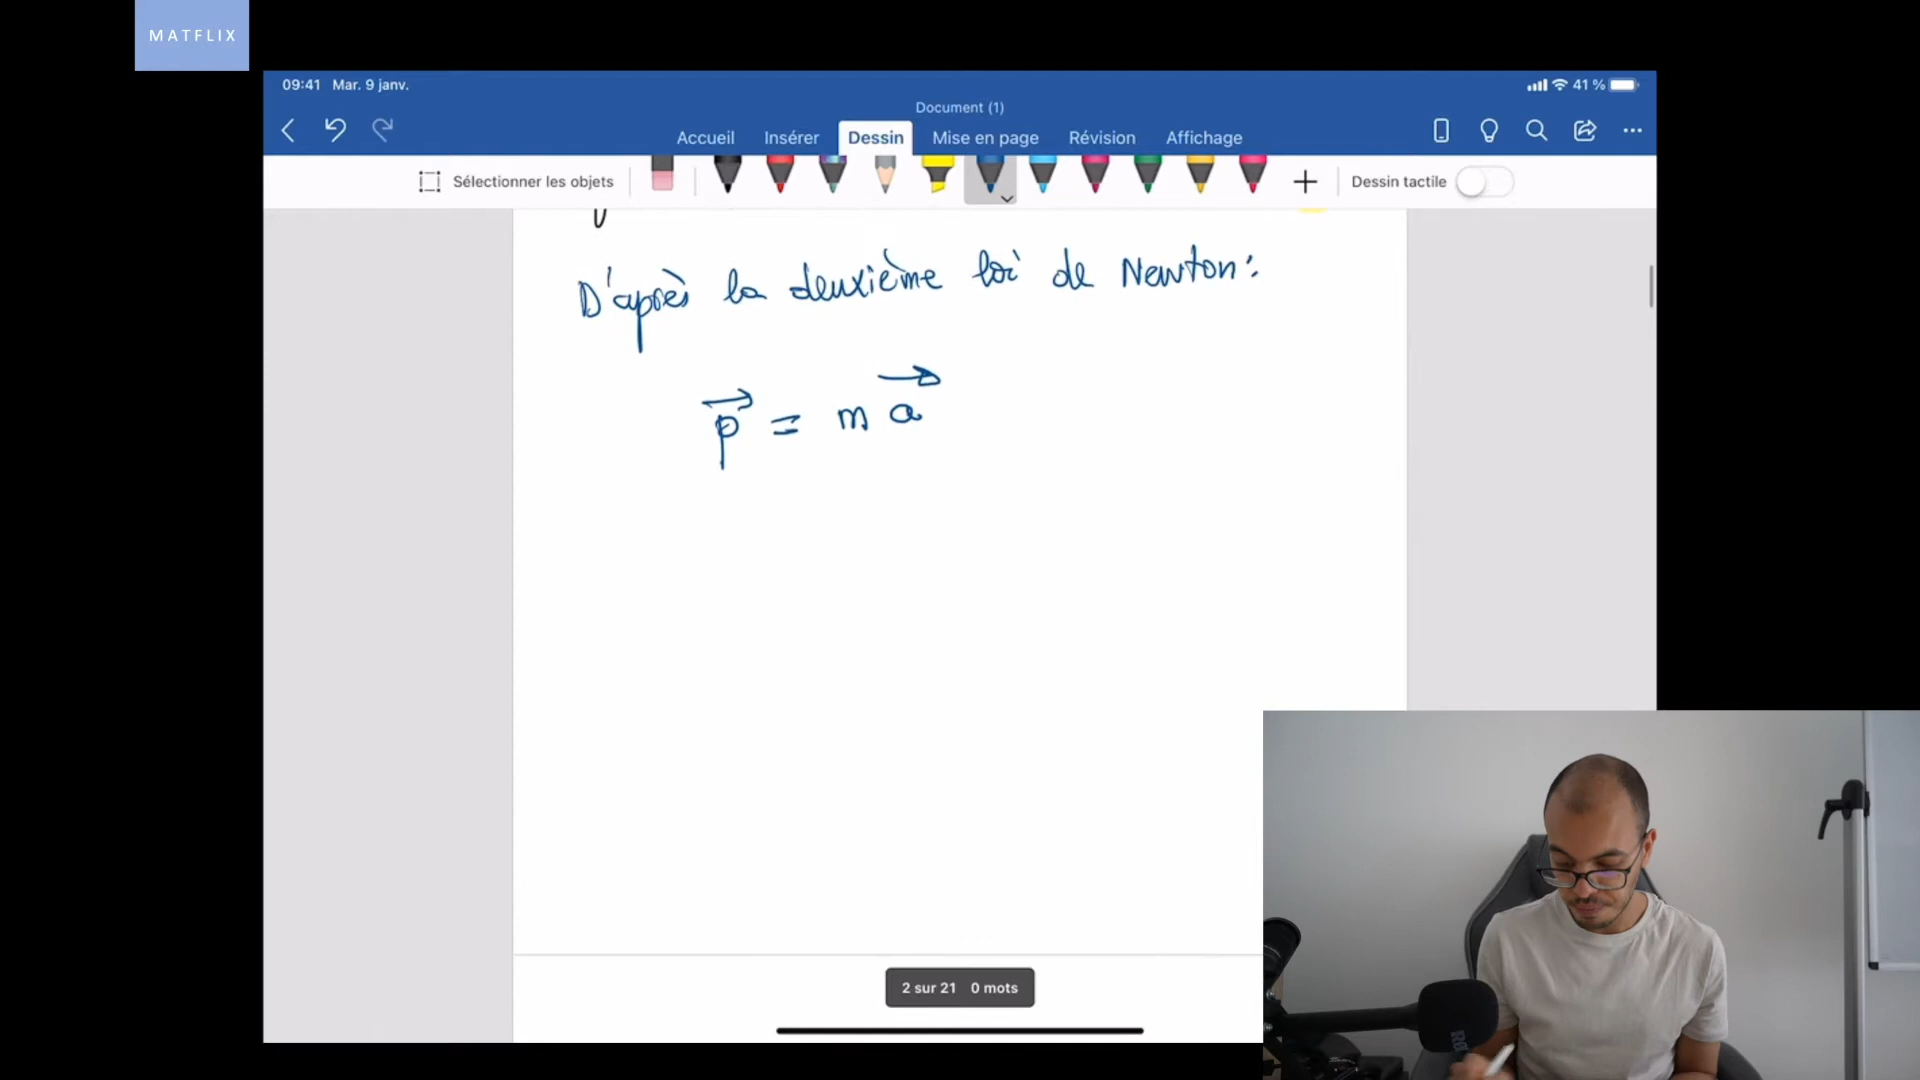 MATFLIX
09:41 Mar. 9 janv.
41 %
Document (1)
Accueil Insérer Dessin Mise en page Révision Affichage
Sélectionner les objets
Dessin tactile
D'après la deuxième loi de Newton :
p = m a
2 sur 21 0 mots